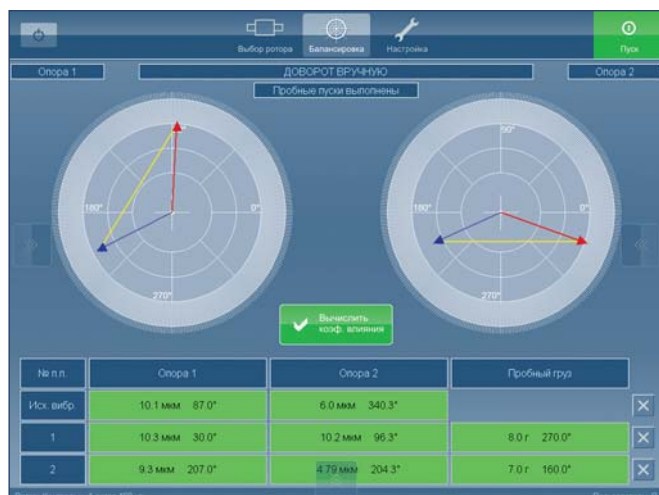 Выбор ротора
Балансировка
Настройка
Пуск
Опора 1
ДОВОРОТ ВРУЧНУЮ
Опора 2
Пробные пуски выполнены
180°
0°
270°
90°
180°
0°
270°
Вычислить
коэф. влияния
№ п.п. Опора 1 Опора 2 Пробный груз
Исх. вибр. 10.1 мкм 87.0° 6.0 мкм 340.3°
1 10.3 мкм 30.0° 10.2 мкм 96.3° 8.0 г 270.0°
2 9.3 мкм 207.0° 4.79 мкм 204.3° 7.0 г 160.0°